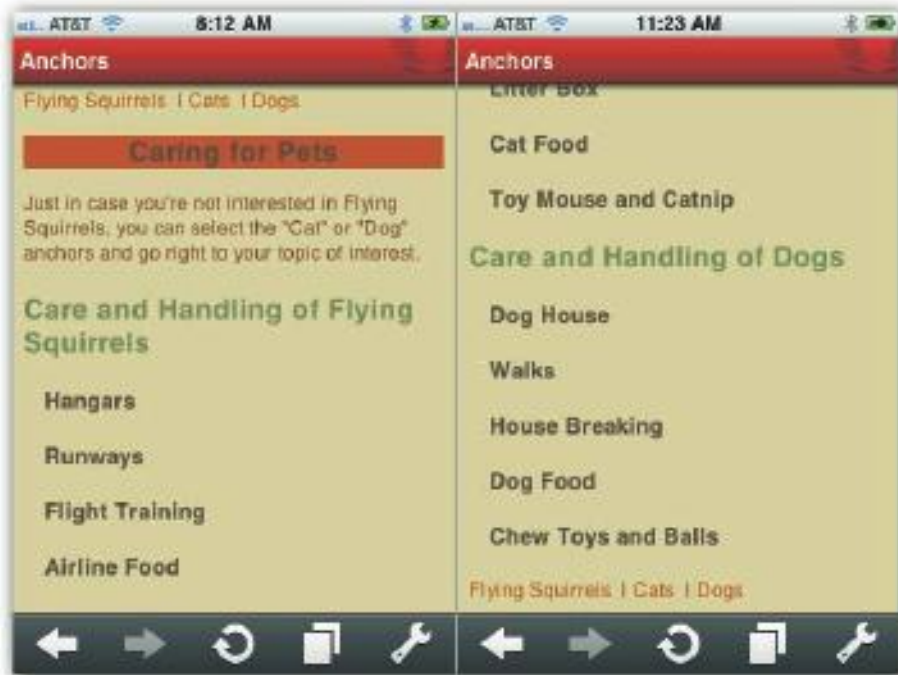 AT&T 8:12 AM
Anchors
Flying Squirrels | Cats | Dogs
Caring for Pets
Just in case you're not interested in Flying
Squirrels, you can select the "Cat" or "Dog"
anchors and go right to your topic of interest.
Care and Handling of Flying
Squirrels
Hangars
Runways
Flight Training
Airline Food
AT&T 11:23 AM
Anchors
Litter Box
Cat Food
Toy Mouse and Catnip
Care and Handling of Dogs
Dog House
Walks
House Breaking
Dog Food
Chew Toys and Balls
Flying Squirrels | Cats | Dogs